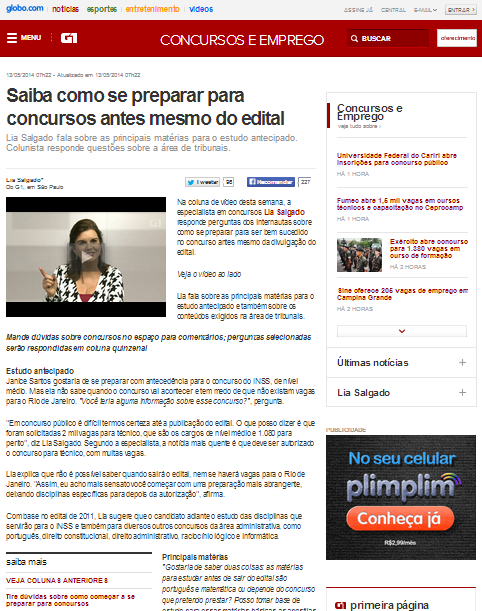 globo.com notícias esportes entretenimento vídeos ASSINE JÁ CENTRAL E-MAIL ENTRAR ›
MENU G1 CONCURSOS E EMPREGO BUSCAR oferecimento
13/05/2014 07h22 - Atualizado em 13/05/2014 07h22
Saiba como se preparar para
concursos antes mesmo do edital
Lia Salgado fala sobre as principais matérias para o estudo antecipado.
Colunista responde questões sobre a área de tribunais.
Lia Salgado*
Do G1, em São Paulo
Tweetar 98 Recomendar 227
Na coluna de vídeo desta semana, a
especialista em concursos Lia Salgado
responde perguntas dos internautas sobre
como se preparar para ser bem sucedido
no concurso antes mesmo da divulgação do
edital.
Veja o vídeo ao lado
Lia fala sobre as principais matérias para o
estudo antecipado e também sobre os
conteúdos exigidos na área de tribunais.
Mande dúvidas sobre concursos no espaço para comentários; perguntas selecionadas
serão respondidas em coluna quinzenal
Estudo antecipado
Janice Santos gostaria de se preparar com antecedência para o concurso do INSS, de nível
médio. Mas ela não sabe quando o concurso vai acontecer e tem medo de que não existam vagas
para o Rio de Janeiro. "Você teria alguma informação sobre esse concurso?", pergunta.
"Em concurso público é difícil termos certeza até a publicação do edital. O que posso dizer é que
foram solicitadas 2 mil vagas para técnico, que são os cargos de nível médio e 1.080 para
perito", diz Lia Salgado. Segundo a especialista, a notícia mais quente é que deve ser autorizado
o concurso para técnico, com muitas vagas.
Lia explica que não é possível saber quando sairá o edital, nem se haverá vagas para o Rio de
Janeiro. "Assim, eu acho mais sensato você começar com uma preparação mais abrangente,
deixando disciplinas específicas para depois da autorização", afirma.
Com base no edital de 2011, Lia sugere que o candidato adiante o estudo das disciplinas que
servirão para o INSS e também para diversos outros concursos da área administrativa, como
português, direito constitucional, direito administrativo, raciocínio lógico e informática.
saiba mais
VEJA COLUNAS ANTERIORES
Tire dúvidas sobre como começar a se
preparar para concursos
Principais matérias
"Gostaria de saber duas coisas: as matérias
para estudar antes de sair do edital são
português e matemática ou depende do concurso
que pretendo prestar? Posso tomar base de
Concursos e
Emprego
veja tudo sobre ›
Universidade Federal do Cariri abre
inscrições para concurso público
HÁ 1 HORA
Fumec abre 1,5 mil vagas em cursos
técnicos e capacitação no Ceprocamp
HÁ 1 HORA
Exército abre concurso
para 1.380 vagas em
curso de formação
HÁ 2 HORAS
Sine oferece 205 vagas de emprego em
Campina Grande
HÁ 2 HORAS
Últimas notícias +
Lia Salgado +
PUBLICIDADE
No seu celular
plimplim
Conheça já
R$2,99/mês
G1 primeira página